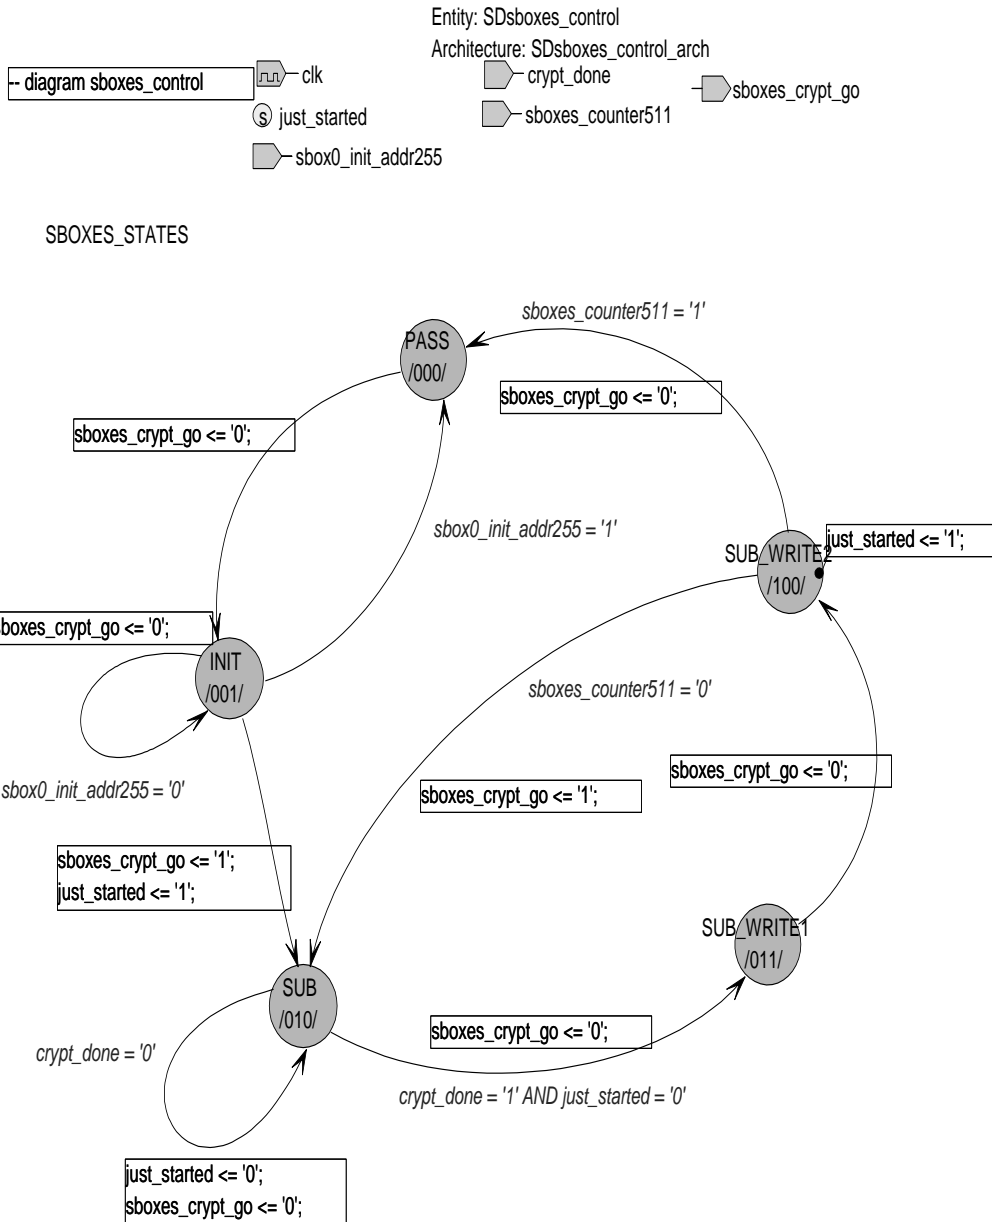 Entity: SDsboxes_control
Architecture: SDsboxes_control_arch
-- diagram sboxes_control
clk
crypt_done
sboxes_crypt_go
s
just_started
sboxes_counter511
sbox0_init_addr255
SBOXES_STATES
sboxes_counter511 = '1'
PASS
/000/
sboxes_crypt_go <= '0';
sboxes_crypt_go <= '0';
sbox0_init_addr255 = '1'
just_started <= '1';
SUB_WRITE2
/100/
sboxes_crypt_go <= '0';
INIT
/001/
sboxes_counter511 = '0'
sboxes_crypt_go <= '0';
sbox0_init_addr255 = '0'
sboxes_crypt_go <= '1';
sboxes_crypt_go <= '1';
just_started <= '1';
SUB_WRITE1
/011/
SUB
/010/
sboxes_crypt_go <= '0';
crypt_done = '0'
crypt_done = '1' AND just_started = '0'
just_started <= '0';
sboxes_crypt_go <= '0';